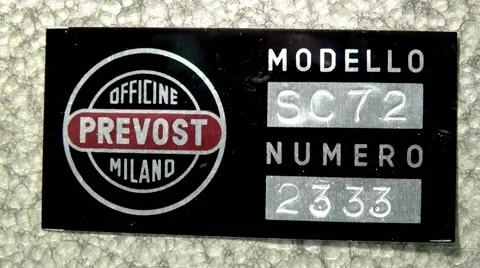 OFFICINE
PREVOST
MILANO
MODELLO
SC72
NUMERO
2333